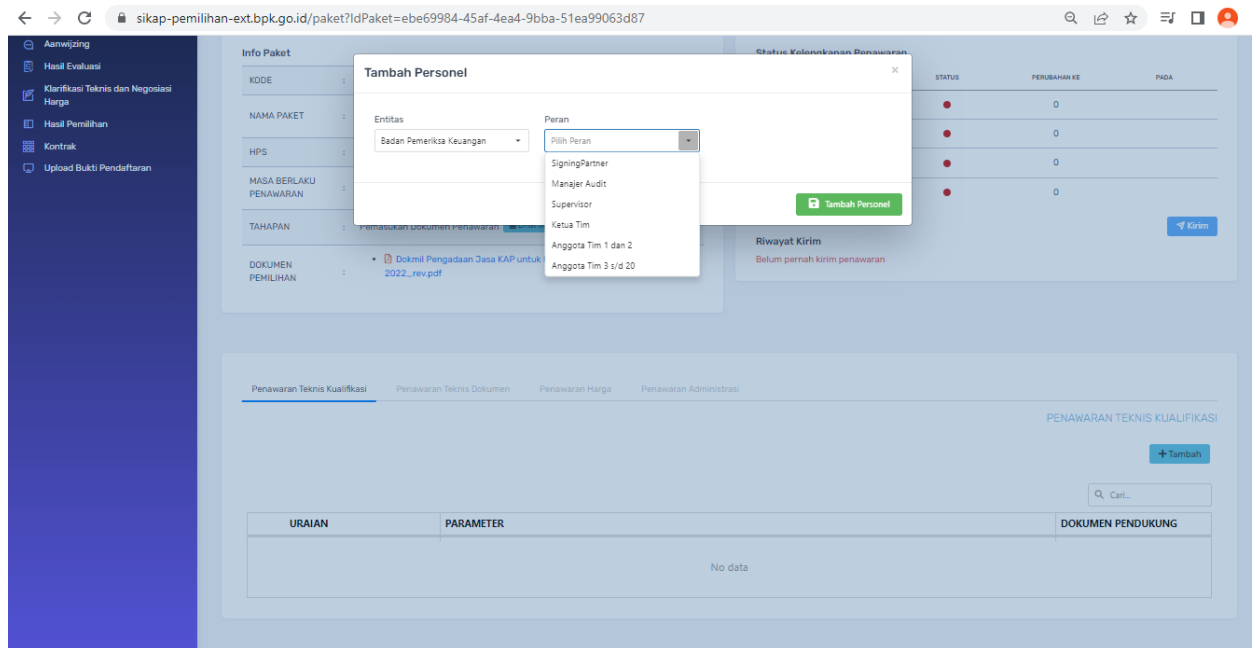 sikap-pemilihan-ext.bpk.go.id/paket?IdPaket=ebe69984-45af-4ea4-9bba-51ea99063d87
Aanwijzing
Hasil Evaluasi
Klarifikasi Teknis dan Negosiasi
Harga
Hasil Pemilihan
Kontrak
Upload Bukti Pendaftaran
Info Paket
KODE :
NAMA PAKET :
HPS :
MASA BERLAKU
PENAWARAN :
TAHAPAN : Pemasukan Dokumen Penawaran
DOKUMEN
PEMILIHAN :
• Dokmil Pengadaan Jasa KAP untuk
2022_rev.pdf
Tambah Personel ×
Entitas
Badan Pemeriksa Keuangan
Peran
Pilih Peran
SigningPartner
Manajer Audit
Supervisor
Ketua Tim
Anggota Tim 1 dan 2
Anggota Tim 3 s/d 20
Tambah Personel
Status Kelengkapan Penawaran
STATUS PERUBAHAN KE PADA
0
0
0
0
Kirim
Riwayat Kirim
Belum pernah kirim penawaran
Penawaran Teknis Kualifikasi Penawaran Teknis Dokumen Penawaran Harga Penawaran Administrasi
PENAWARAN TEKNIS KUALIFIKASI
+Tambah
Cari...
URAIAN PARAMETER DOKUMEN PENDUKUNG
No data